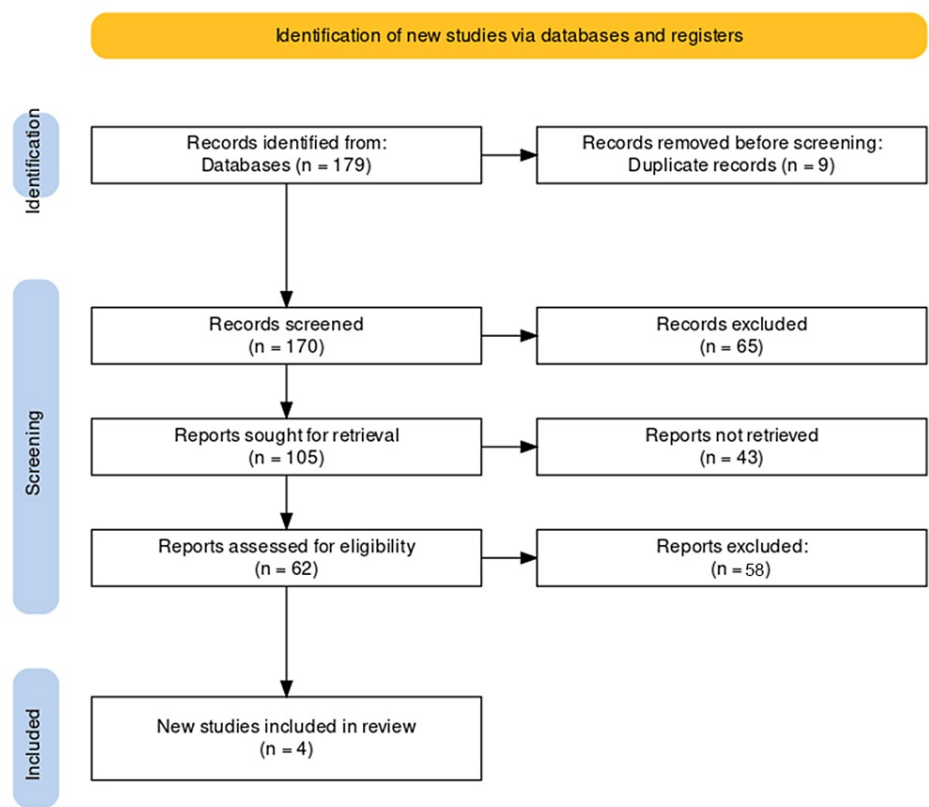 Identification of new studies via databases and registers
Identification
Records identified from:
Databases (n = 179)
Records removed before screening:
Duplicate records (n = 9)
Screening
Records screened
(n = 170)
Records excluded
(n = 65)
Reports sought for retrieval
(n = 105)
Reports not retrieved
(n = 43)
Reports assessed for eligibility
(n = 62)
Reports excluded:
(n = 58)
Included
New studies included in review
(n = 4)